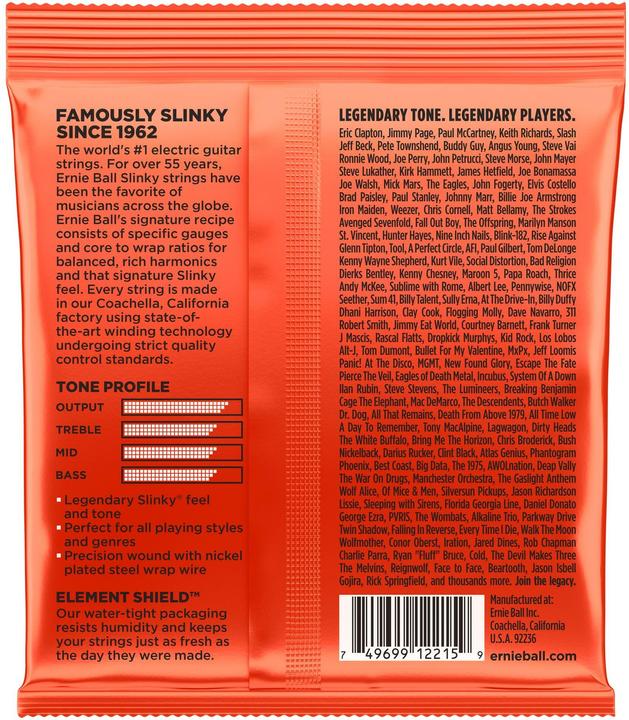 FAMOUSLY SLINKY
SINCE 1962
The world's #1 electric guitar
strings. For over 55 years,
Ernie Ball Slinky strings have
been the favorite of
musicians across the globe.
Ernie Ball's signature recipe
consists of specific gauges
and core to wrap ratios for
balanced, rich harmonics
and that signature Slinky
feel. Every string is made
in our Coachella, California
factory using state-of-
the-art winding technology
undergoing strict quality
control standards.
TONE PROFILE
OUTPUT
TREBLE
MID
BASS
▪ Legendary Slinky® feel
and tone
▪ Perfect for all playing styles
and genres
▪ Precision wound with nickel
plated steel wrap wire
ELEMENT SHIELD™
Our water-tight packaging
resists humidity and keeps
your strings just as fresh as
the day they were made.
LEGENDARY TONE. LEGENDARY PLAYERS.
Eric Clapton, Jimmy Page, Paul McCartney, Keith Richards, Slash
Jeff Beck, Pete Townshend, Buddy Guy, Angus Young, Steve Vai
Ronnie Wood, Joe Perry, John Petrucci, Steve Morse, John Mayer
Steve Lukather, Kirk Hammett, James Hetfield, Joe Bonamassa
Joe Walsh, Mick Mars, The Eagles, John Fogerty, Elvis Costello
Brad Paisley, Paul Stanley, Johnny Marr, Billie Joe Armstrong
Iron Maiden, Weezer, Chris Cornell, Matt Bellamy, The Strokes
Avenged Sevenfold, Fall Out Boy, The Offspring, Marilyn Manson
St. Vincent, Hunter Hayes, Nine Inch Nails, Blink-182, Rise Against
Glenn Tipton, Tool, A Perfect Circle, AFI, Paul Gilbert, Tom DeLonge
Kenny Wayne Shepherd, Kurt Vile, Social Distortion, Bad Religion
Dierks Bentley, Kenny Chesney, Maroon 5, Papa Roach, Thrice
Andy McKee, Sublime with Rome, Albert Lee, Pennywise, NOFX
Seether, Sum 41, Billy Talent, Sully Erna, At The Drive-In, Billy Duffy
Dhani Harrison, Clay Cook, Flogging Molly, Dave Navarro, 311
Robert Smith, Jimmy Eat World, Courtney Barnett, Frank Turner
J Mascis, Rascal Flatts, Dropkick Murphys, Kid Rock, Los Lobos
Alt-J, Tom Dumont, Bullet For My Valentine, MxPx, Jeff Loomis
Panic! At The Disco, MGMT, New Found Glory, Escape The Fate
Pierce The Veil, Eagles of Death Metal, Incubus, System Of A Down
Ilan Rubin, Steve Stevens, The Lumineers, Breaking Benjamin
Cage The Elephant, Mac DeMarco, The Descendents, Butch Walker
Dr. Dog, All That Remains, Death From Above 1979, All Time Low
A Day To Remember, Tony MacAlpine, Lagwagon, Dirty Heads
The White Buffalo, Bring Me The Horizon, Chris Broderick, Bush
Nickelback, Darius Rucker, Clint Black, Atlas Genius, Phantogram
Phoenix, Best Coast, Big Data, The 1975, AWOLnation, Deap Vally
The War On Drugs, Manchester Orchestra, The Gaslight Anthem
Wolf Alice, Of Mice & Men, Silversun Pickups, Jason Richardson
Lissie, Sleeping with Sirens, Florida Georgia Line, Daniel Donato
George Ezra, PVRIS, The Wombats, Alkaline Trio, Parkway Drive
Twin Shadow, Falling In Reverse, Every Time I Die, Walk The Moon
Wolfmother, Conor Oberst, Iration, Jared Dines, Rob Chapman
Charlie Parra, Ryan "Fluff" Bruce, Cold, The Devil Makes Three
The Melvins, Reignwolf, Face to Face, Beartooth, Jason Isbell
Gojira, Rick Springfield, and thousands more. Join the legacy.
7 49699 12215 9
Manufactured at:
Ernie Ball Inc.
Coachella, California
U.S.A. 92236
ernieball.com